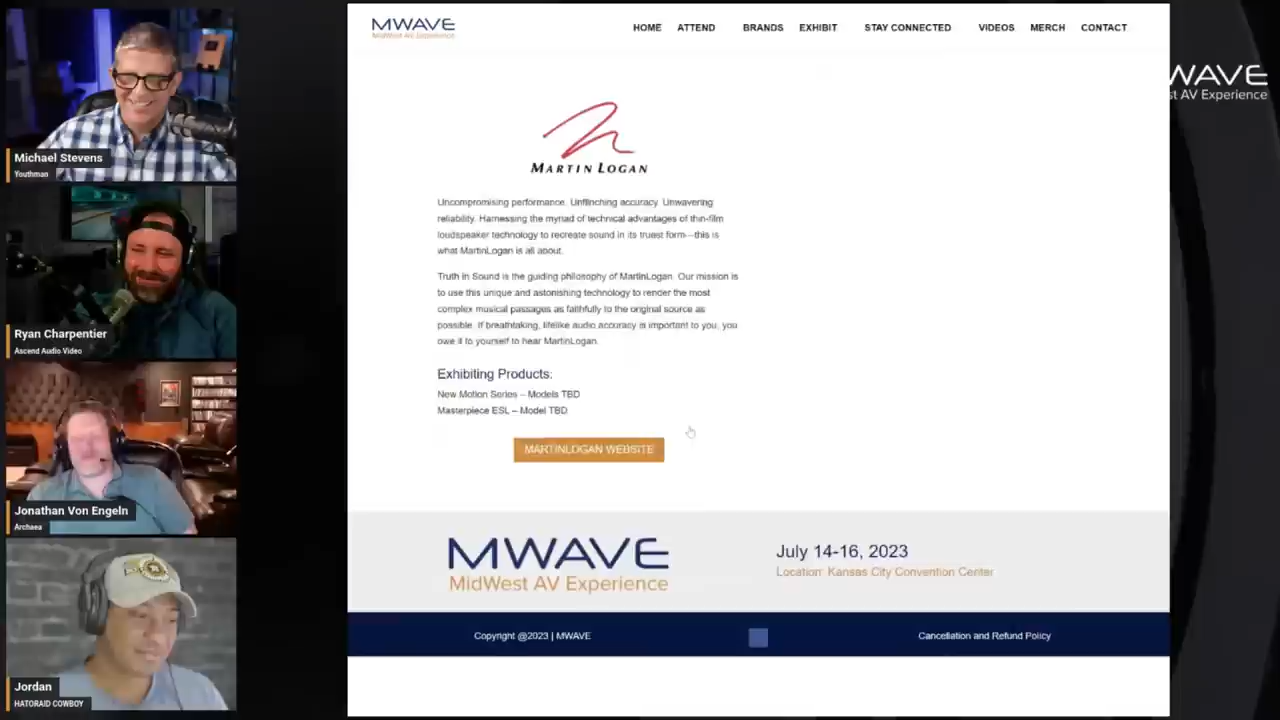 Michael Stevens
Youthman
Ryan Charpentier
Ascend Audio Video
Jonathan Von Engeln
Archaea
Jordan
HATORAID COWBOY
MWAVE
MidWest AV Experience
HOME ATTEND BRANDS EXHIBIT STAY CONNECTED VIDEOS MERCH CONTACT
MARTIN LOGAN
Uncompromising performance. Unflinching accuracy. Unwavering
reliability. Harnessing the myriad of technical advantages of thin-film
loudspeaker technology to recreate sound in its truest form—this is
what MartinLogan is all about.
Truth in Sound is the guiding philosophy of MartinLogan. Our mission is
to use this unique and astonishing technology to render the most
complex musical passages as faithfully to the original source as
possible. If breathtaking, lifelike audio accuracy is important to you, you
owe it to yourself to hear MartinLogan.
Exhibiting Products:
New Motion Series – Models TBD
Masterpiece ESL – Model TBD
MARTINLOGAN WEBSITE
MWAVE
MidWest AV Experience
July 14-16, 2023
Location: Kansas City Convention Center
Copyright @2023 | MWAVE
Cancellation and Refund Policy
WAVE
st AV Experience